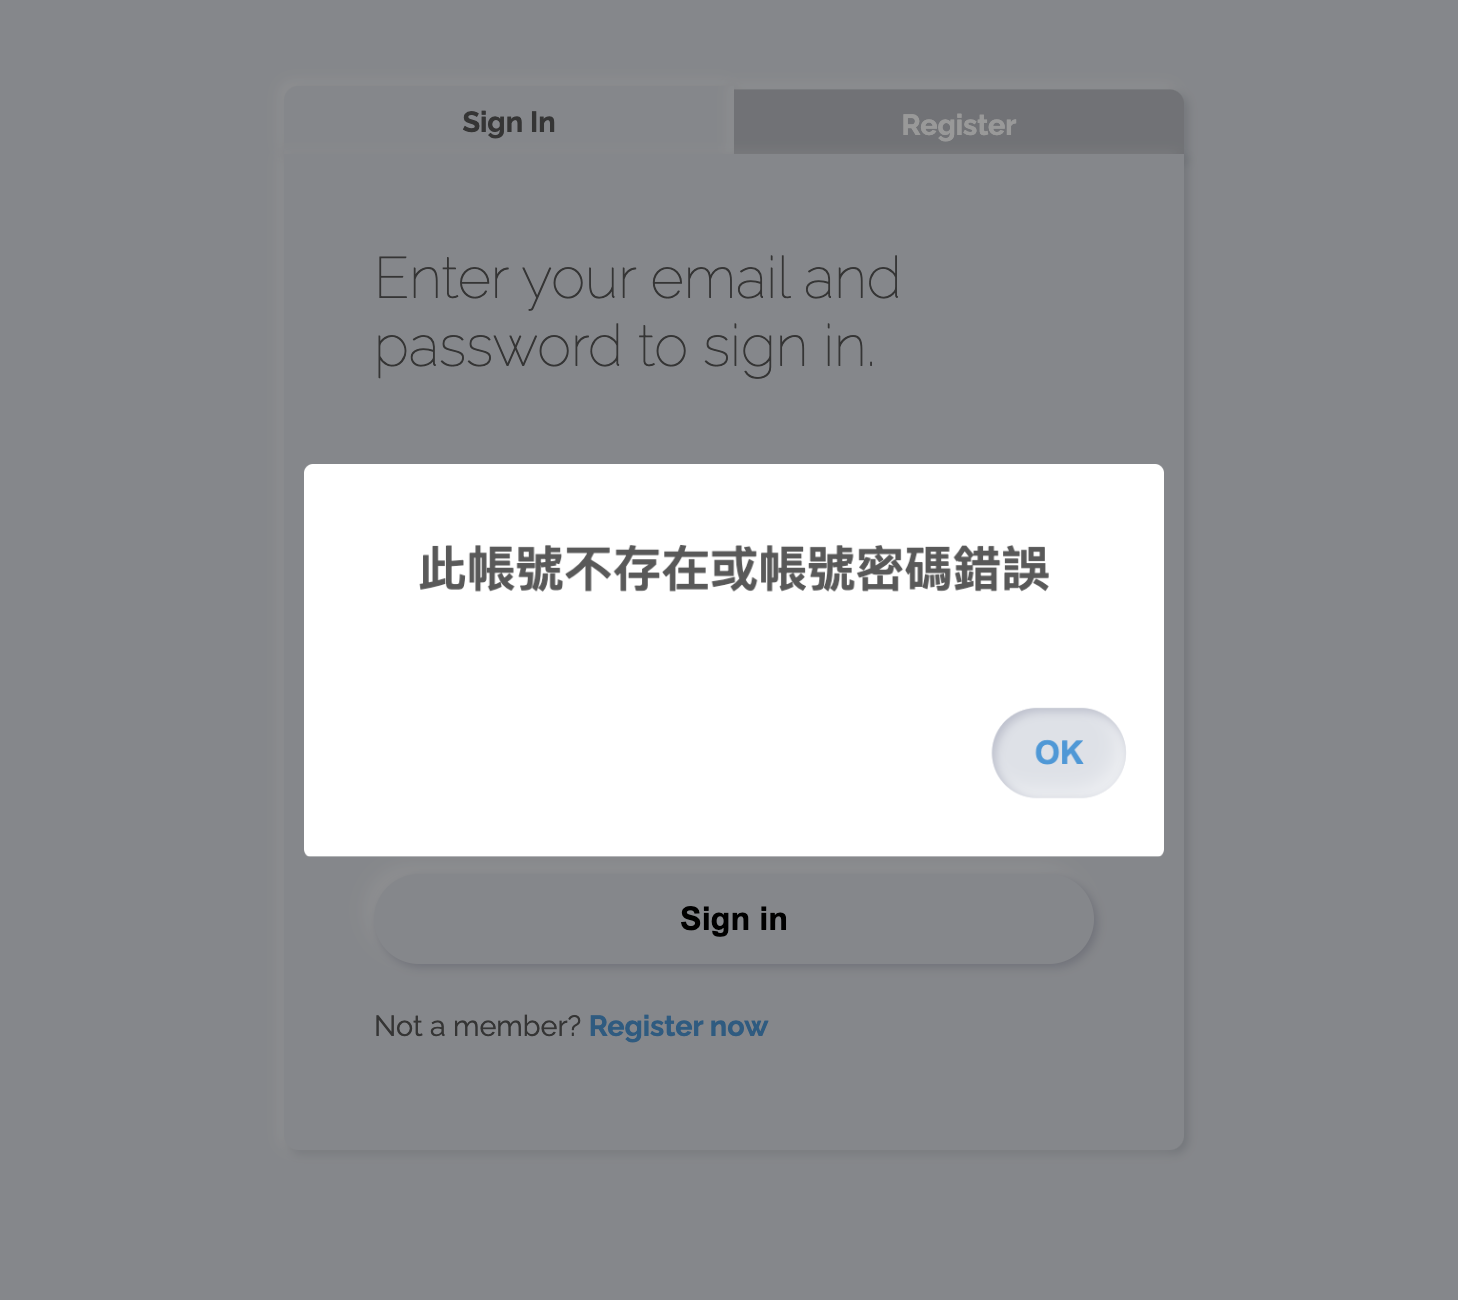 Sign In
Register
Enter your email and
password to sign in.
此帳號不存在或帳號密碼錯誤
OK
Sign in
Not a member? Register now